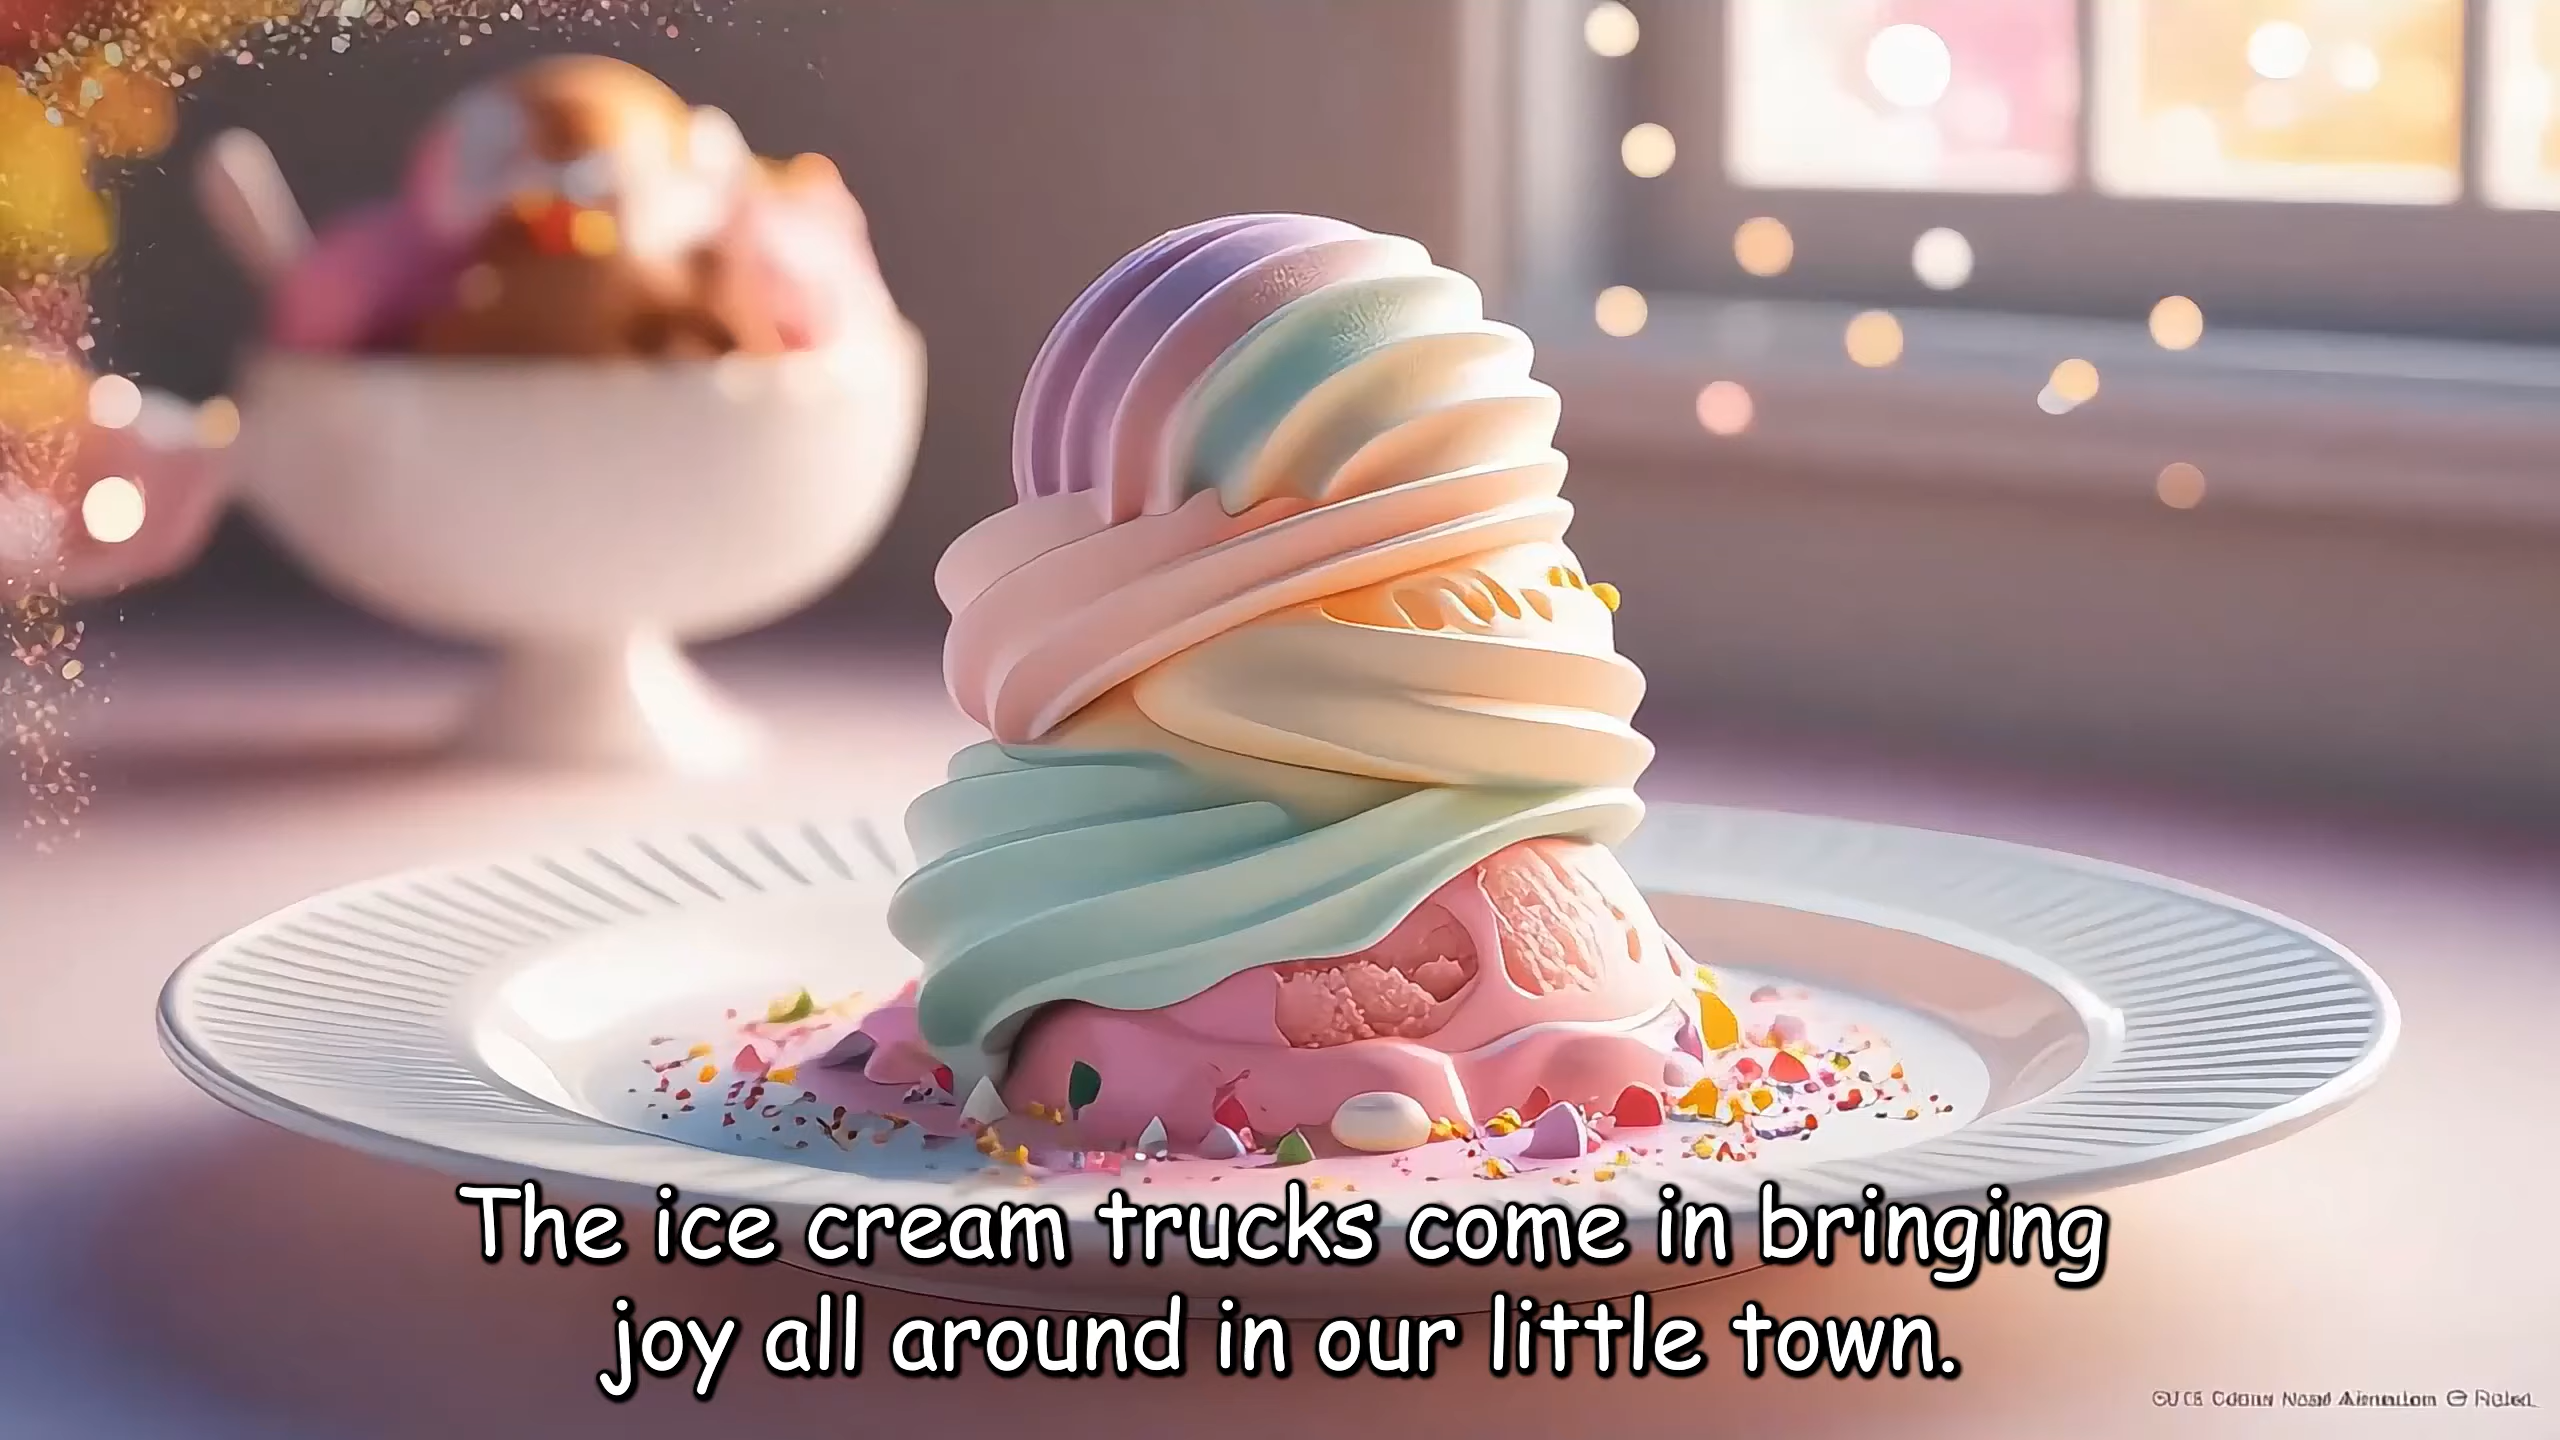 The ice cream trucks come in bringing
joy all around in our little town.